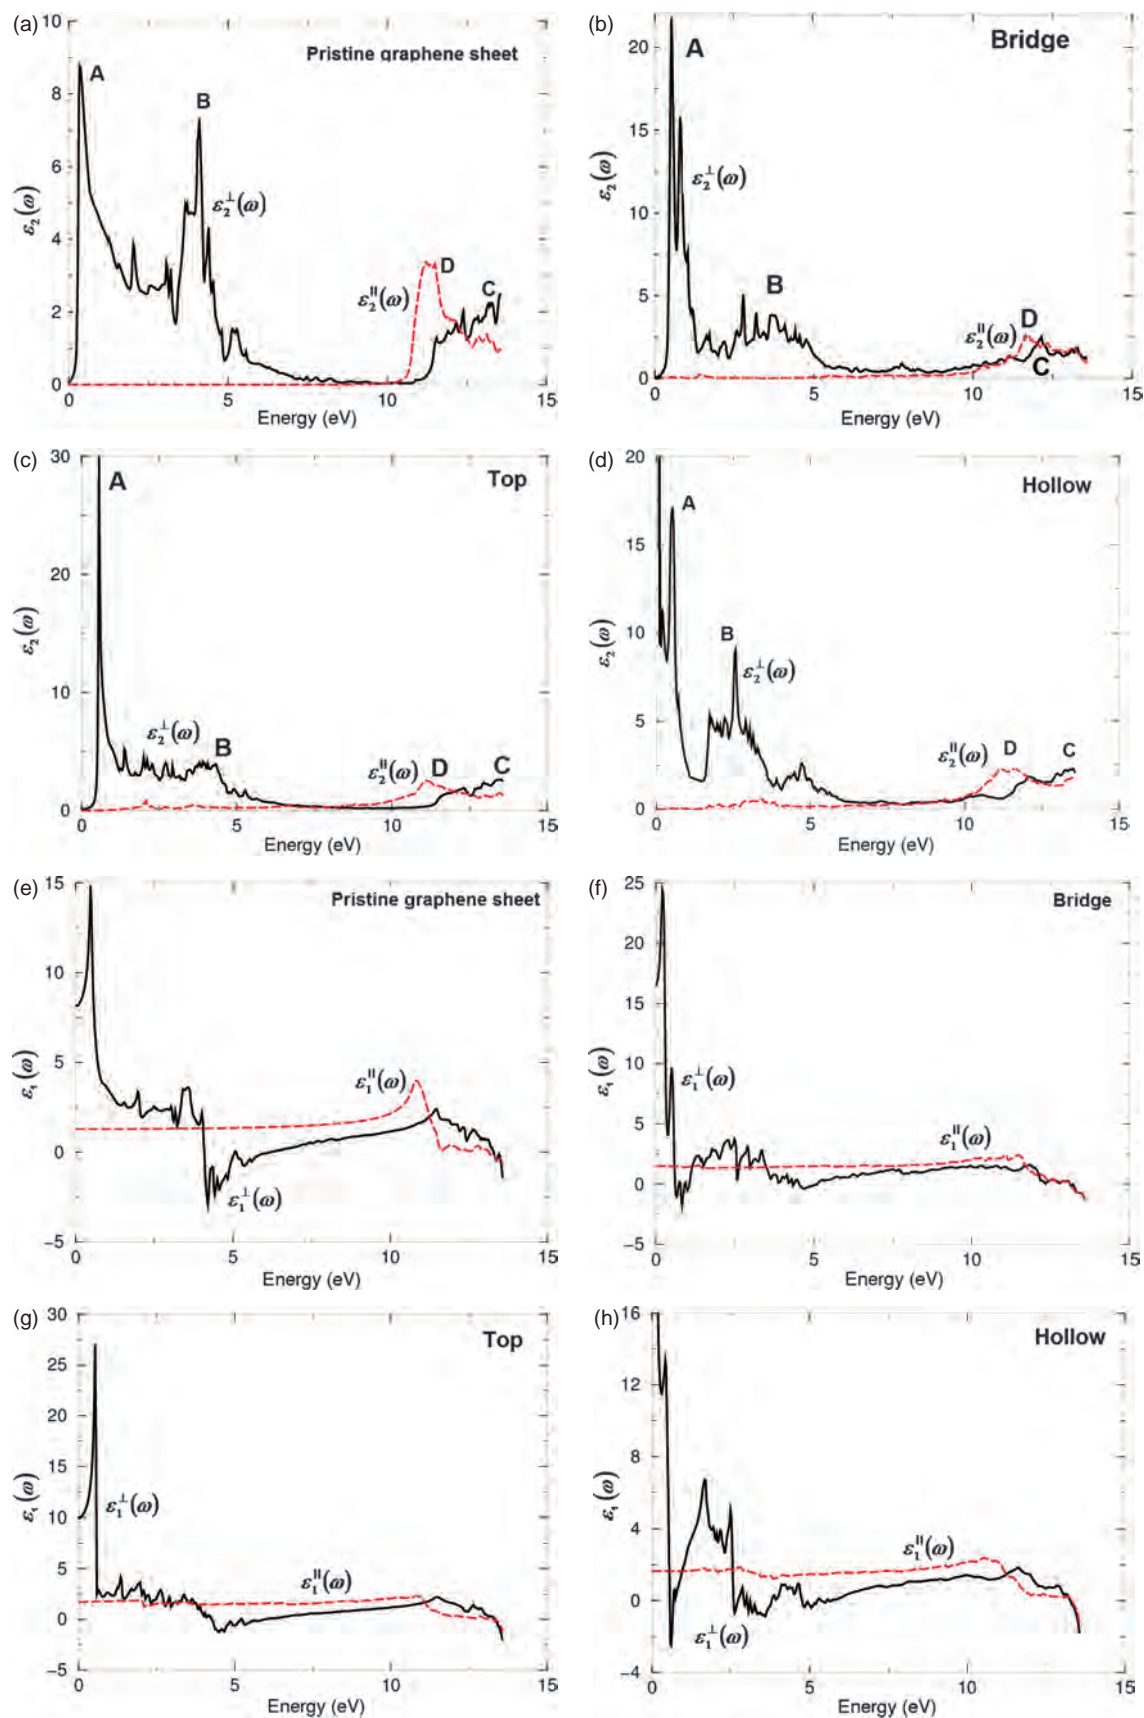 (a)
Pristine graphene sheet
A
B
ε₂⊥(ω)
D
C
ε₂∥(ω)
ε₂(ω)
10
8
6
4
2
0
0 5 10 15
Energy (eV)
(b)
Bridge
A
ε₂⊥(ω)
B
ε₂∥(ω)
D
C
ε₂(ω)
20
15
10
5
0
0 5 10 15
Energy (eV)
(c)
Top
A
ε₂⊥(ω)
B
ε₂∥(ω)
D
C
ε₂(ω)
30
20
10
0
0 5 10 15
Energy (eV)
(d)
Hollow
A
B
ε₂⊥(ω)
ε₂∥(ω)
D
C
ε₂(ω)
20
15
10
5
0
0 5 10 15
Energy (eV)
(e)
Pristine graphene sheet
ε₁∥(ω)
ε₁⊥(ω)
ε₁(ω)
15
10
5
0
−5
0 5 10 15
Energy (eV)
(f)
Bridge
ε₁⊥(ω)
ε₁∥(ω)
ε₁(ω)
25
20
15
10
5
0
−5
0 5 10 15
Energy (eV)
(g)
Top
ε₁⊥(ω)
ε₁∥(ω)
ε₁(ω)
30
25
20
15
10
5
0
−5
0 5 10 15
Energy (eV)
(h)
Hollow
ε₁∥(ω)
ε₁⊥(ω)
ε₁(ω)
16
12
8
4
0
−4
0 5 10 15
Energy (eV)